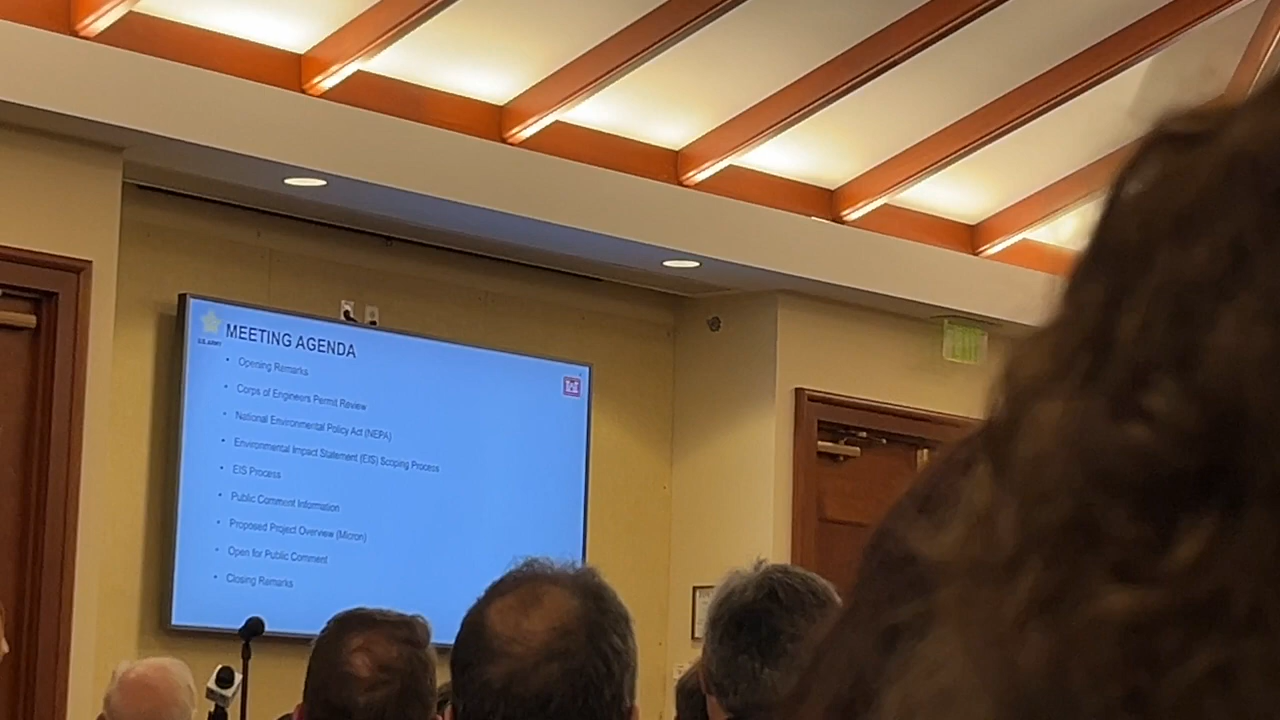 U.S. ARMY
MEETING AGENDA
• Opening Remarks
• Corps of Engineers Permit Review
• National Environmental Policy Act (NEPA)
• Environmental Impact Statement (EIS) Scoping Process
• EIS Process
• Public Comment Information
• Proposed Project Overview (Micron)
• Open for Public Comment
• Closing Remarks